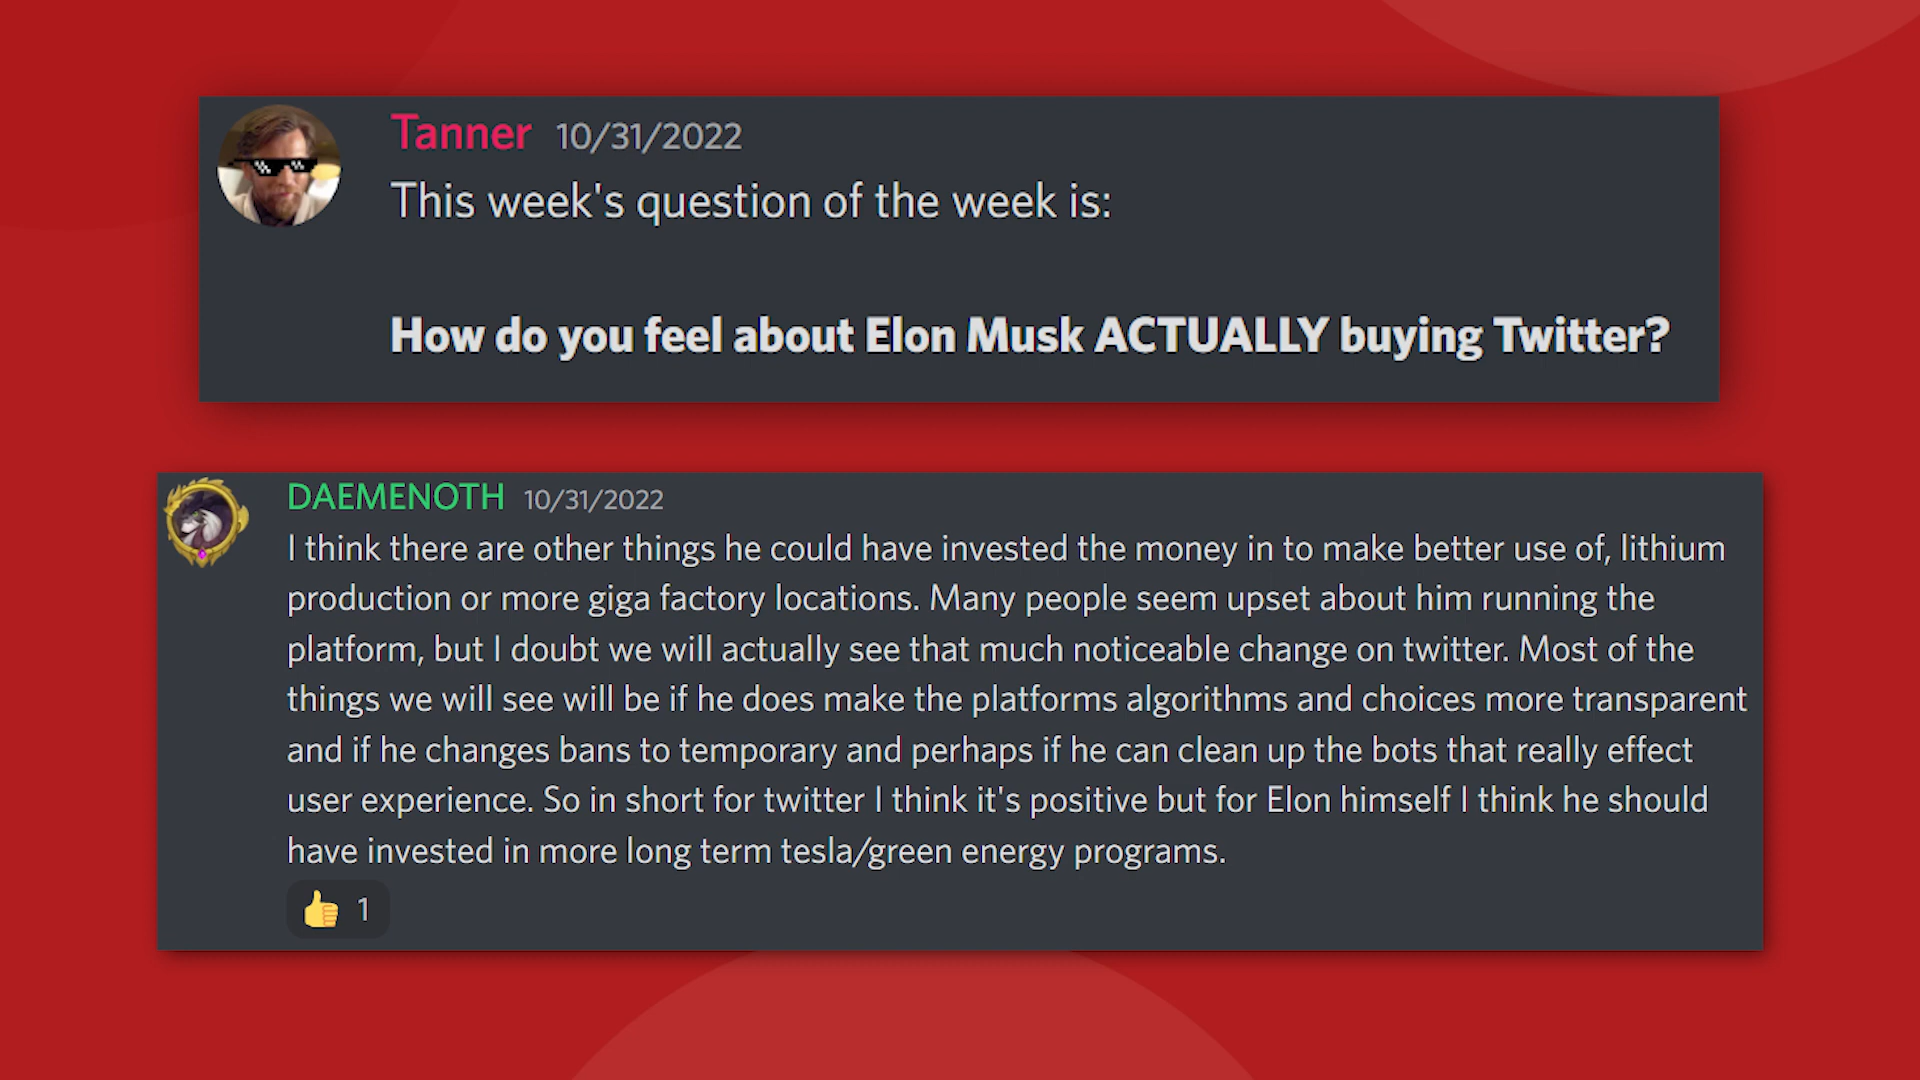 Tanner 10/31/2022
This week's question of the week is:
How do you feel about Elon Musk ACTUALLY buying Twitter?
DAEMENOTH 10/31/2022
I think there are other things he could have invested the money in to make better use of, lithium
production or more giga factory locations. Many people seem upset about him running the
platform, but I doubt we will actually see that much noticeable change on twitter. Most of the
things we will see will be if he does make the platforms algorithms and choices more transparent
and if he changes bans to temporary and perhaps if he can clean up the bots that really effect
user experience. So in short for twitter I think it's positive but for Elon himself I think he should
have invested in more long term tesla/green energy programs.
👍 1